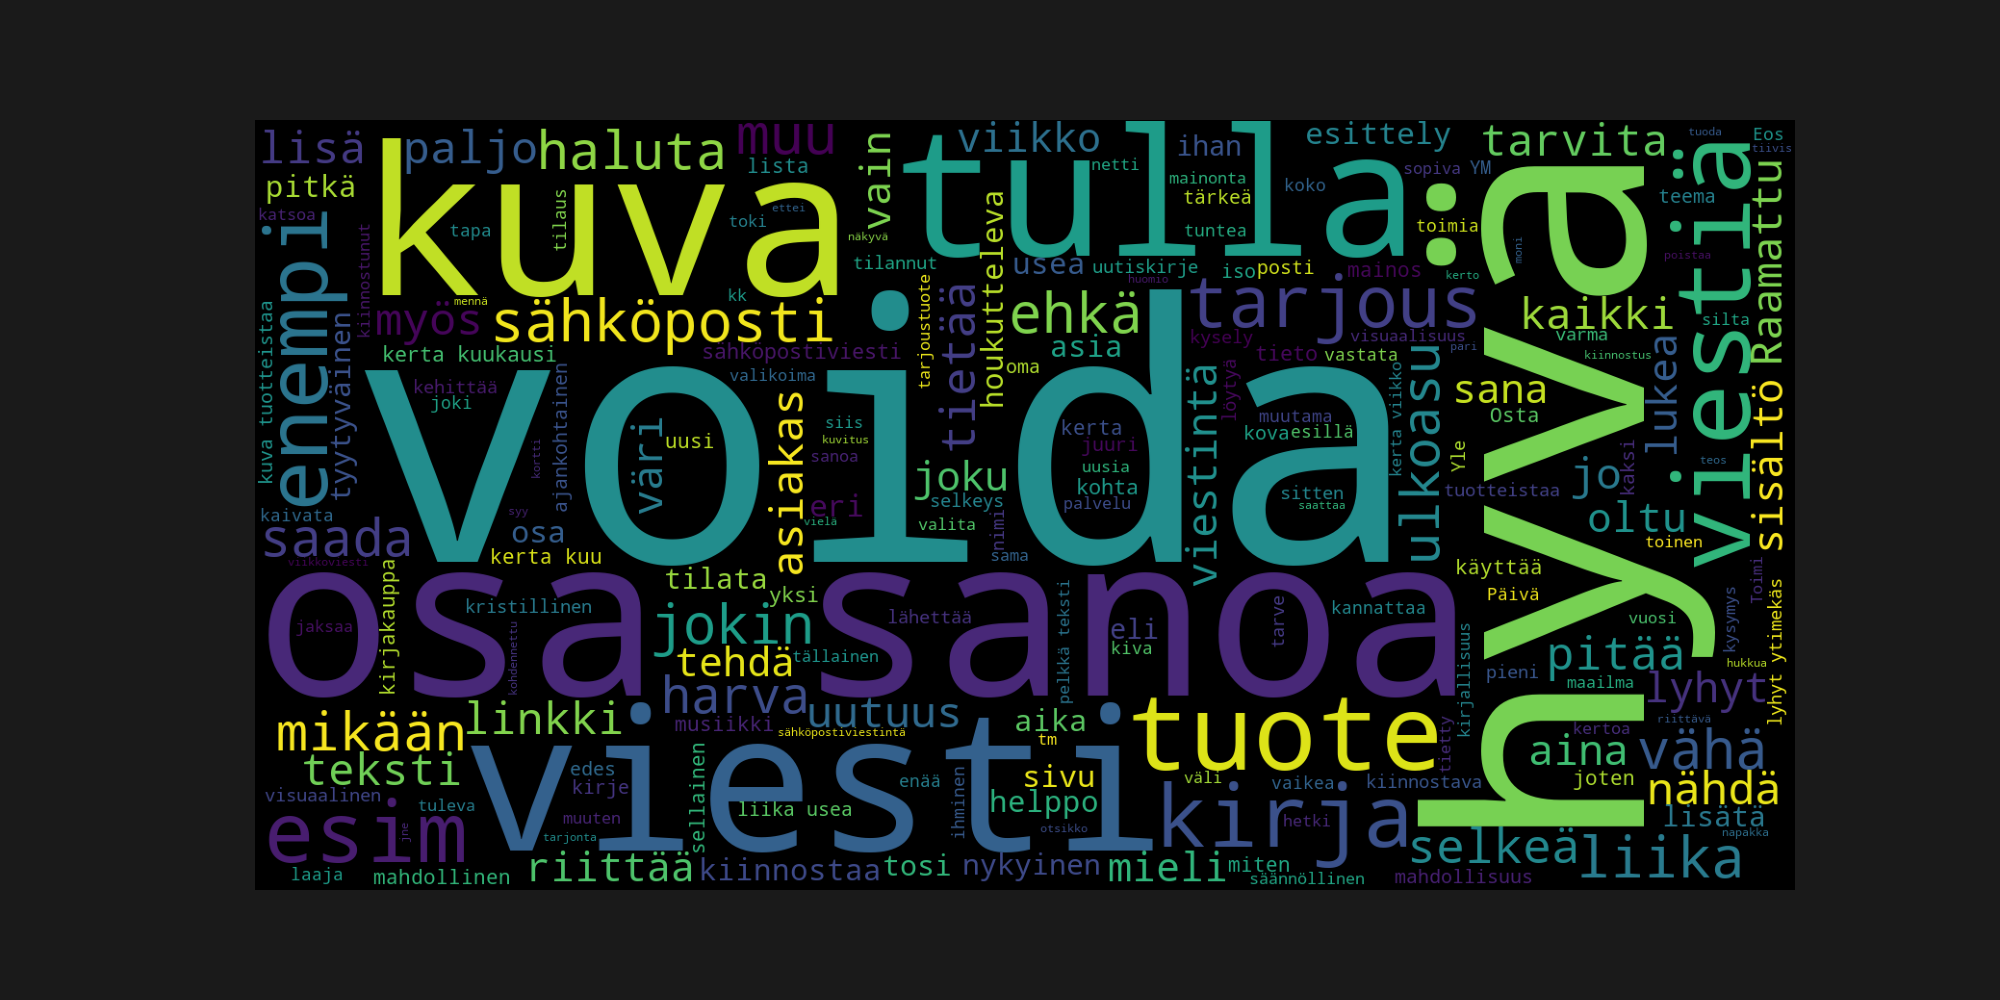 lisä
paljo
haluta
muu
lista
vain
viikko
ihan
esittely
tarvita
tuoda
Eos
tiivis
pitkä
kuva
tulla
netti
mainonta
tärkeä
koko
sopiva YM
teema
Raamattu
katsoa
tapa
tilaus
toki
ettei
näkyvä
tuntea
toimia
hyvä
moni
viestiä
poistaa
enempi
kiinnostunut
tilannut
houkutteleva
usea
uutiskirje
huomio
iso
posti
mainos
kerto
kk
mennä
myös
sähköposti
tarjoustuote
tietää
ehkä
tarjous
kaikki
silta
kuva tuotteistaa
tyytyväinen
kerta kuukausi
sähköpostiviesti
asia
kysely
visuaalisuus
varma
tieto
vastata
pari
kiinnostus
kehittää
joki
valikoima
oma
voida
ajankohtainen
väri
uusi
asiakas
siis
kuvitus
sanoa
kerta
juuri
viestintä
löytyä
muutama
kova
esillä
kerta viikko
ulkoasu
sana
Osta
lukea
sisältö
kortti
joku
uusia
kohta
Yle
teos
kaksi
jo
tuotteistaa
eri
selkeys
palvelu
sitten
saattaa
kaivata
syy
osa
vielä
valita
nimi
oltu
saada
kerta kuu
sama
toinen
viikkoviesti
kirjakauppa
tilata
yksi
käyttää
Toimi
osa
sanoa
kristillinen
jokin
lähettää
pelkkä teksti
tarve
kannattaa
Päivä
vuosi
kysymys
lyhyt ytimekäs
jaksaa
kohdennettu
eli
kiva
kirjallisuus
tehdä
tällainen
pieni
pitää
hukkua
maailma
harva
lyhyt
linkki
musiikki
uutuus
aika
tuote
riittävä
mikään
sähköpostiviestintä
tm
tietty
kertoa
aina
vähä
teksti
viesti
edes
kirje
sellainen
enää
ihminen
sivu
väli
vaikea
kiinnostava
joten
nähdä
visuaalinen
tuleva
liika usea
helppo
kirja
lisätä
esim
jne
muuten
tarjonta
otsikko
hetki
selkeä
napakka
liika
laaja
mahdollinen
riittää
kiinnostaa
tosi
nykyinen
mieli
miten
säännöllinen
mahdollisuus